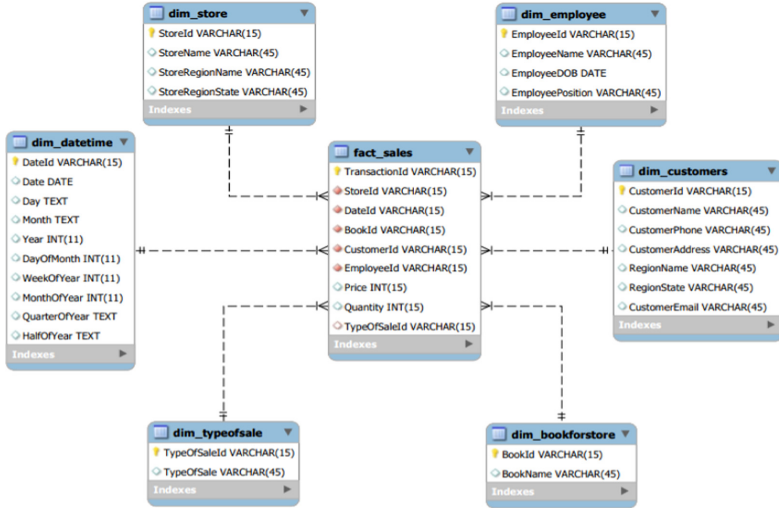 dim_store
StoreId VARCHAR(15)
StoreName VARCHAR(45)
StoreRegionName VARCHAR(45)
StoreRegionState VARCHAR(45)
Indexes
dim_employee
EmployeeId VARCHAR(15)
EmployeeName VARCHAR(45)
EmployeeDOB DATE
EmployeePosition VARCHAR(45)
Indexes
dim_datetime
DateId VARCHAR(15)
Date DATE
Day TEXT
Month TEXT
Year INT(11)
DayOfMonth INT(11)
WeekOfYear INT(11)
MonthOfYear INT(11)
QuarterOfYear TEXT
HalfOfYear TEXT
Indexes
fact_sales
TransactionId VARCHAR(15)
StoreId VARCHAR(15)
DateId VARCHAR(15)
BookId VARCHAR(15)
CustomerId VARCHAR(15)
EmployeeId VARCHAR(15)
Price INT(15)
Quantity INT(15)
TypeOfSaleId VARCHAR(15)
Indexes
dim_customers
CustomerId VARCHAR(15)
CustomerName VARCHAR(45)
CustomerPhone VARCHAR(45)
CustomerAddress VARCHAR(45)
RegionName VARCHAR(45)
RegionState VARCHAR(45)
CustomerEmail VARCHAR(45)
Indexes
dim_typeofsale
TypeOfSaleId VARCHAR(15)
TypeOfSale VARCHAR(45)
Indexes
dim_bookforstore
BookId VARCHAR(15)
BookName VARCHAR(45)
Indexes